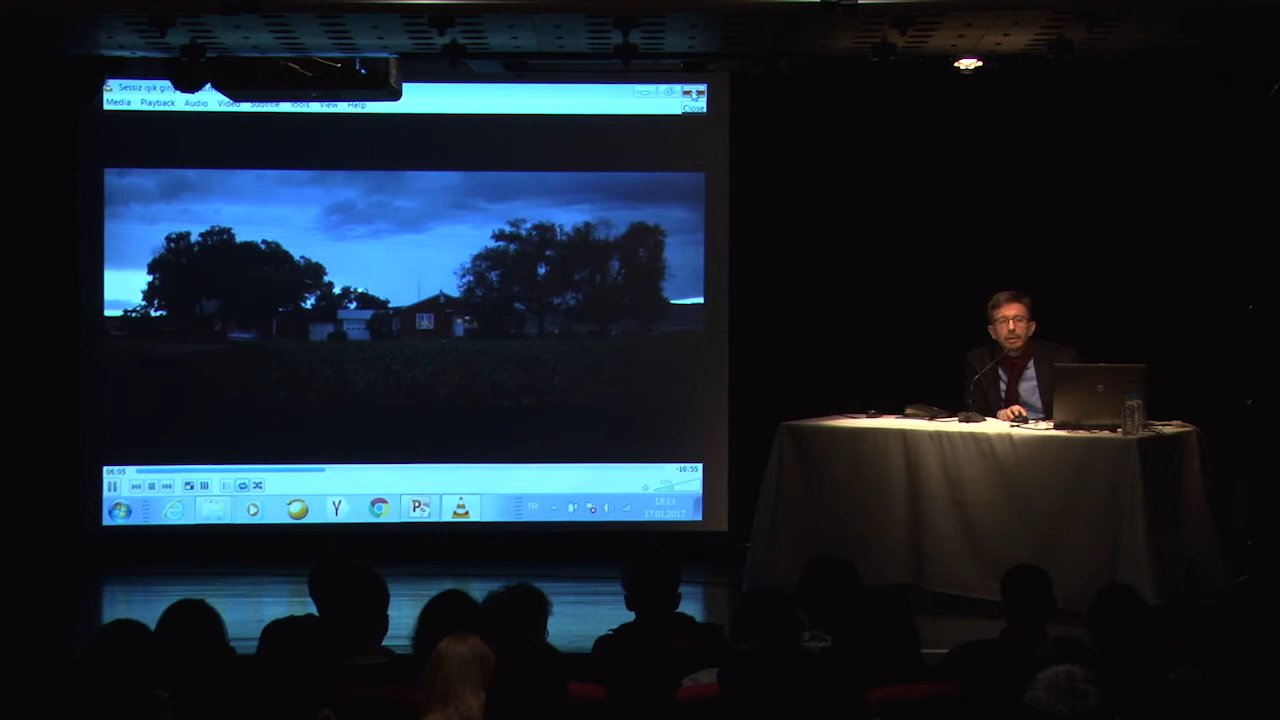 Sessiz ışık
Media Playback Audio Video Subtitle Tools View Help
Close
06:05
-10:55
TR
18:13
17.01.2017